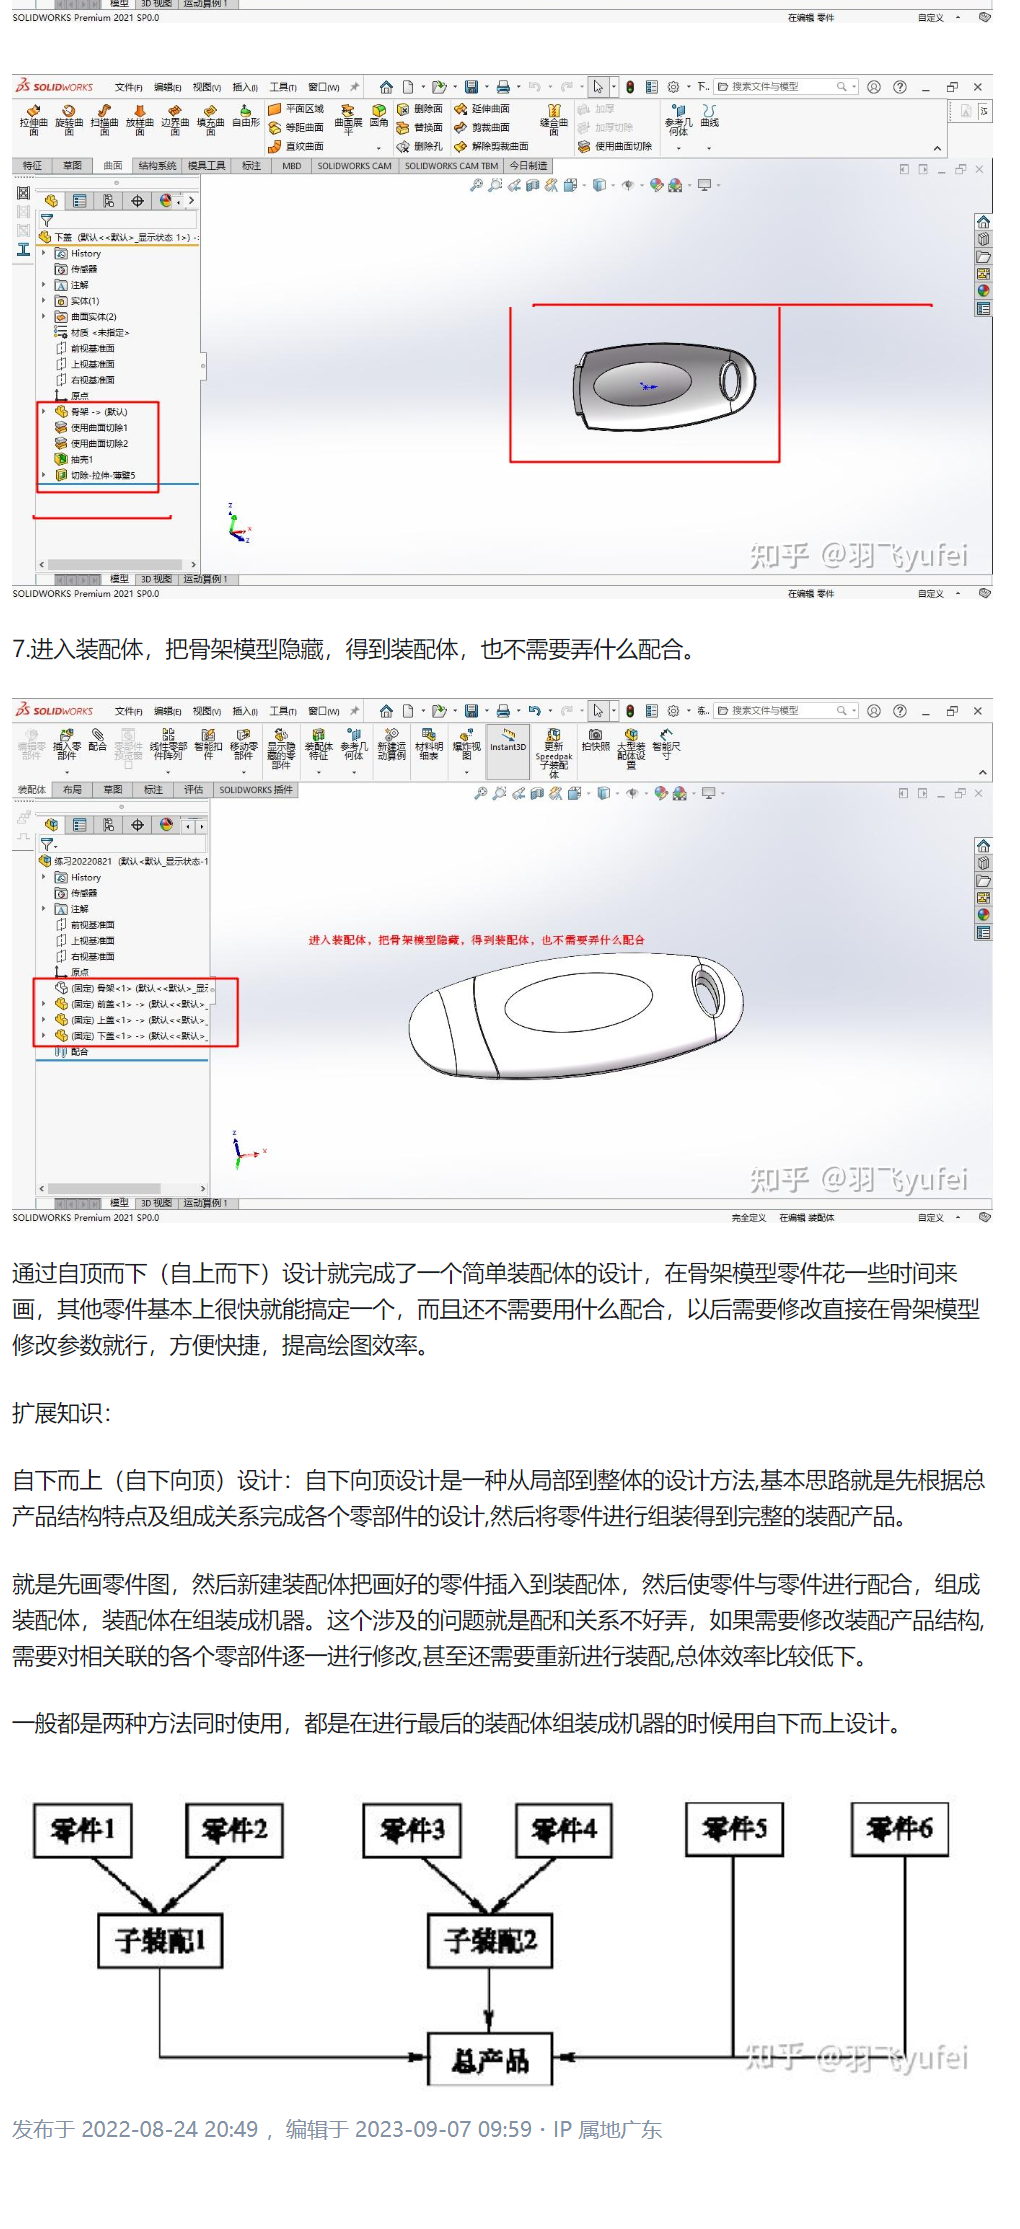 模型 3D 视图 运动算例 1
SOLIDWORKS Premium 2021 SP0.0 在编辑 零件 自定义
SOLIDWORKS 文件(F) 编辑(E) 视图(V) 插入(I) 工具(T) 窗口(W) 下.. 搜索文件与模型
拉伸曲面 旋转曲面 扫描曲面 放样曲面 边界曲面 填充曲面 自由形 平面区域 等距曲面 直纹曲面 曲面展平 圆角 删除面 替换面 删除孔 延伸曲面 剪裁曲面 解除剪裁曲面 缝合曲面 加厚 加厚切除 使用曲面切除 参考几何体 曲线
特征 草图 曲面 结构系统 模具工具 标注 MBD SOLIDWORKS CAM SOLIDWORKS CAM TBM 今日制造
下盖 (默认<<默认>_显示状态 1>)
History
传感器
注解
实体(1)
曲面实体(2)
材质 <未指定>
前视基准面
上视基准面
右视基准面
原点
骨架 -> (默认)
使用曲面切除1
使用曲面切除2
抽壳1
切除-拉伸-薄壁5
知乎 @羽飞yufei
模型 3D 视图 运动算例 1
SOLIDWORKS Premium 2021 SP0.0 在编辑 零件 自定义
7.进入装配体，把骨架模型隐藏，得到装配体，也不需要弄什么配合。
SOLIDWORKS 文件(F) 编辑(E) 视图(V) 插入(I) 工具(T) 窗口(W) 练.. 搜索文件与模型
编辑零部件 插入零部件 配合 零部件预览窗口 线性零部件阵列 智能扣件 移动零部件 显示隐藏的零部件 装配体特征 参考几何体 新建运动算例 材料明细表 爆炸视图 Instant3D 更新Speedpak子装配体 拍快照 大型装配体设置 智能尺寸
装配体 布局 草图 标注 评估 SOLIDWORKS 插件
练习20220821 (默认<默认_显示状态-1
History
传感器
注解
前视基准面
上视基准面
右视基准面
原点
(固定) 骨架<1> (默认<<默认>_显示
(固定) 前盖<1> -> (默认<<默认>_
(固定) 上盖<1> -> (默认<<默认>_
(固定) 下盖<1> -> (默认<<默认>_
配合
进入装配体，把骨架模型隐藏，得到装配体，也不需要弄什么配合
知乎 @羽飞yufei
模型 3D 视图 运动算例 1
SOLIDWORKS Premium 2021 SP0.0 完全定义 在编辑 装配体 自定义
通过自顶而下（自上而下）设计就完成了一个简单装配体的设计，在骨架模型零件花一些时间来
画，其他零件基本上很快就能搞定一个，而且还不需要用什么配合，以后需要修改直接在骨架模型
修改参数就行，方便快捷，提高绘图效率。
扩展知识：
自下而上（自下向顶）设计：自下向顶设计是一种从局部到整体的设计方法,基本思路就是先根据总
产品结构特点及组成关系完成各个零部件的设计,然后将零件进行组装得到完整的装配产品。
就是先画零件图，然后新建装配体把画好的零件插入到装配体，然后使零件与零件进行配合，组成
装配体，装配体在组装成机器。这个涉及的问题就是配和关系不好弄，如果需要修改装配产品结构,
需要对相关联的各个零部件逐一进行修改,甚至还需要重新进行装配,总体效率比较低下。
一般都是两种方法同时使用，都是在进行最后的装配体组装成机器的时候用自下而上设计。
零件1 零件2 零件3 零件4 零件5 零件6
子装配1 子装配2
总产品
知乎 @羽飞yufei
发布于 2022-08-24 20:49 ，编辑于 2023-09-07 09:59 · IP 属地广东